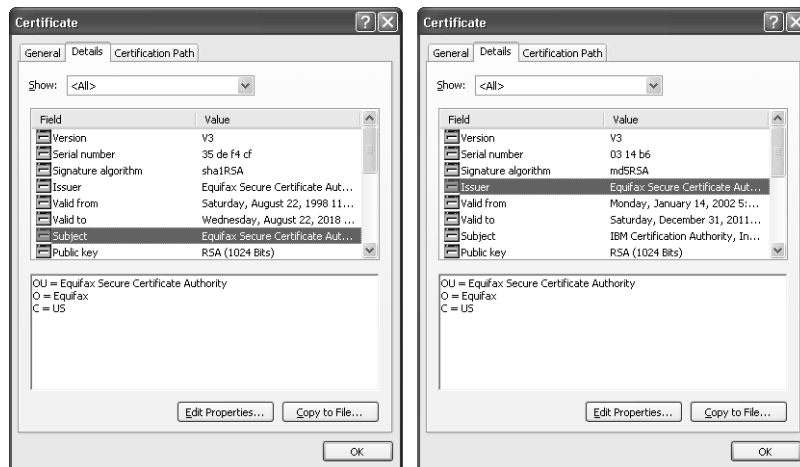 Certificate
General Details Certification Path
Show: <All>
Field Value
Version V3
Serial number 35 de f4 cf
Signature algorithm sha1RSA
Issuer Equifax Secure Certificate Auth...
Valid from Saturday, August 22, 1998 11...
Valid to Wednesday, August 22, 2018 ...
Subject Equifax Secure Certificate Aut...
Public key RSA (1024 Bits)
OU = Equifax Secure Certificate Authority
O = Equifax
C = US
Edit Properties... Copy to File...
OK
Certificate
General Details Certification Path
Show: <All>
Field Value
Version V3
Serial number 03 14 b6
Signature algorithm md5RSA
Issuer Equifax Secure Certificate Aut...
Valid from Monday, January 14, 2002 5:...
Valid to Saturday, December 31, 2011...
Subject IBM Certification Authority, In...
Public key RSA (1024 Bits)
OU = Equifax Secure Certificate Authority
O = Equifax
C = US
Edit Properties... Copy to File...
OK